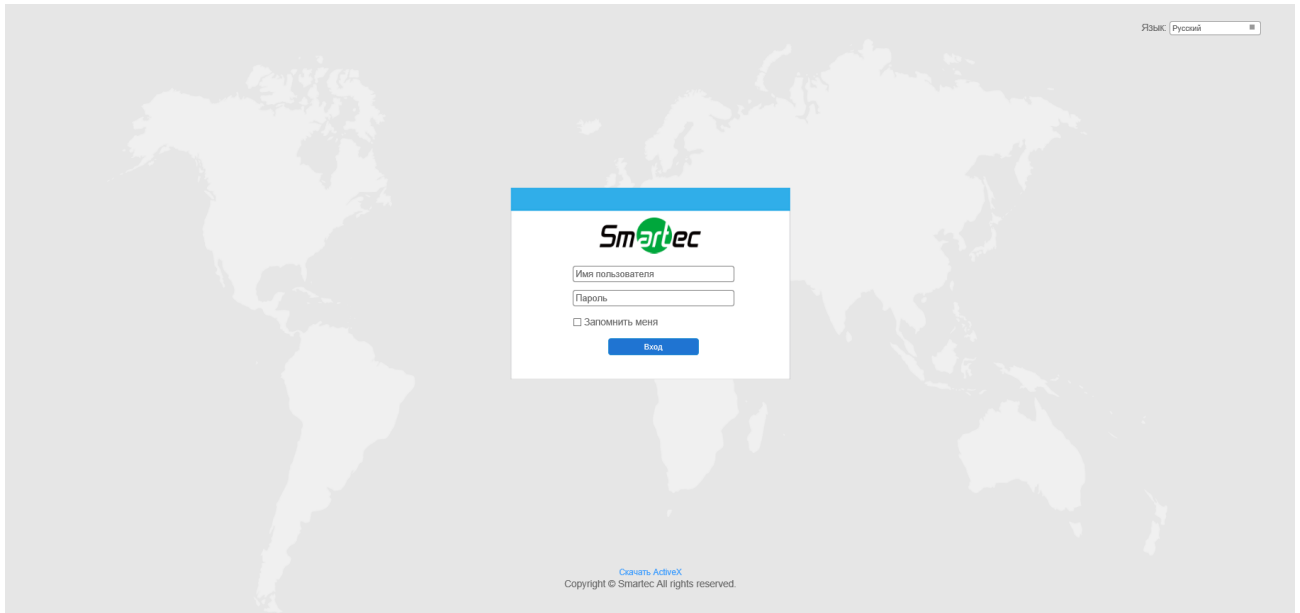 Язык: Русский
Smartec
Имя пользователя
Пароль
Запомнить меня
Вход
Скачать ActiveX
Copyright © Smartec All rights reserved.